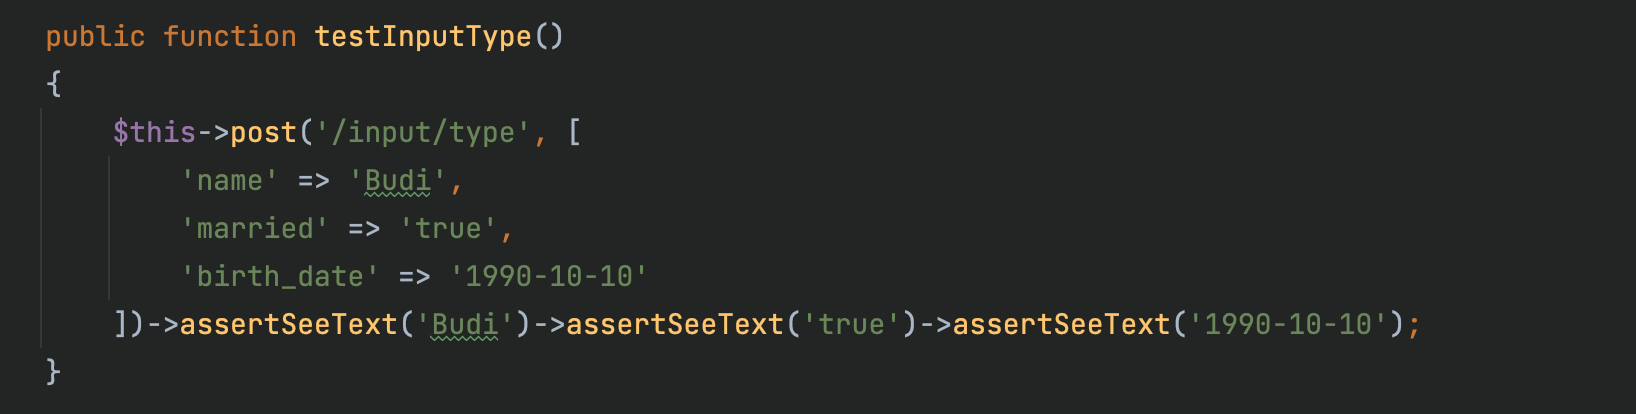 public function testInputType()
{
    $this->post('/input/type', [
        'name' => 'Budi',
        'married' => 'true',
        'birth_date' => '1990-10-10'
    ])->assertSeeText('Budi')->assertSeeText('true')->assertSeeText('1990-10-10');
}